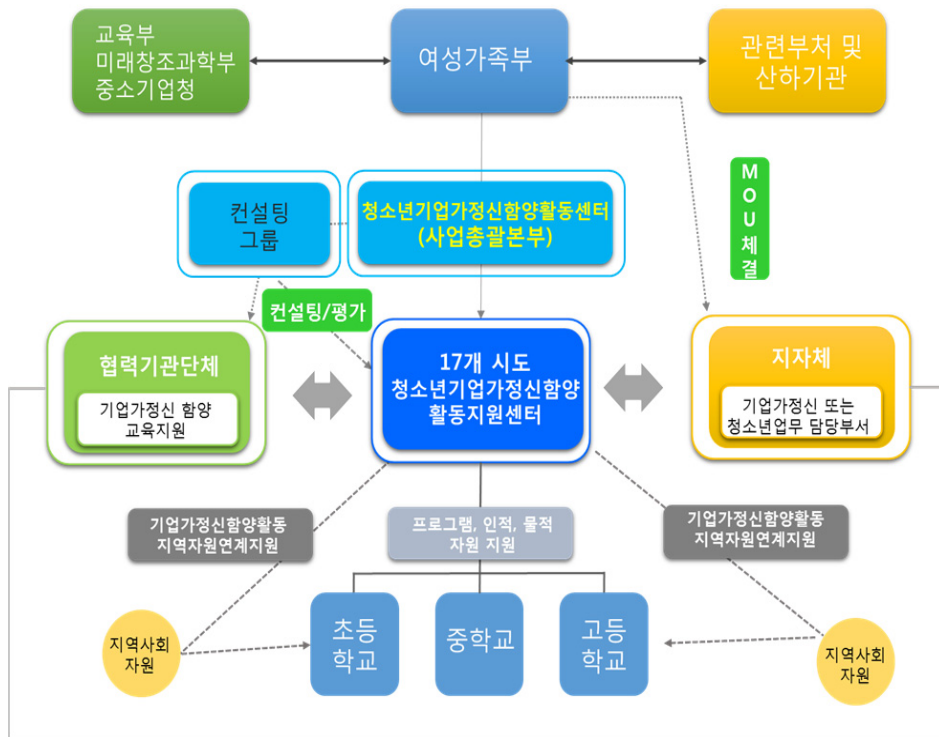 교육부
미래창조과학부
중소기업청
여성가족부
관련부처 및
산하기관
MOU체결
컨설팅
그룹
청소년기업가정신함양활동센터
(사업총괄본부)
컨설팅/평가
협력기관단체
기업가정신 함양
교육지원
17개 시도
청소년기업가정신함양
활동지원센터
지자체
기업가정신 또는
청소년업무 담당부서
기업가정신함양활동
지역자원연계지원
프로그램, 인적, 물적
자원 지원
기업가정신함양활동
지역자원연계지원
지역사회
자원
초등
학교
중학교
고등
학교
지역사회
자원